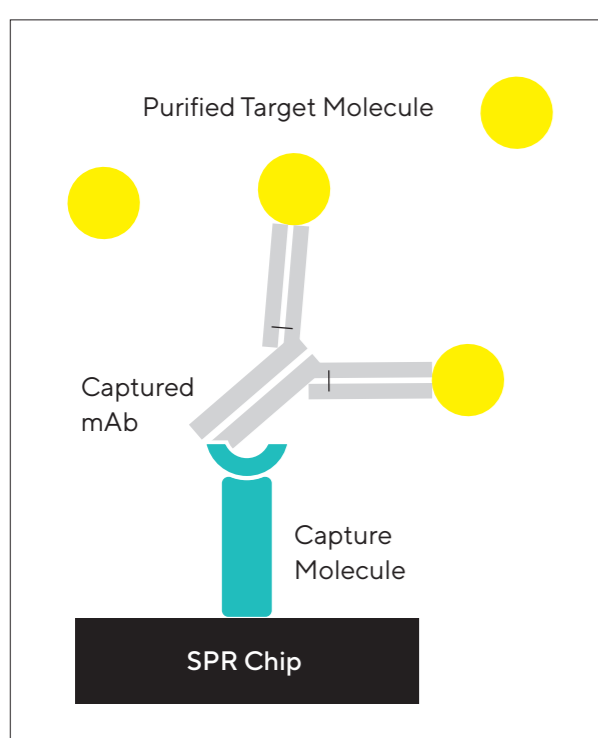 Purified Target Molecule
Captured
mAb
Capture
Molecule
SPR Chip